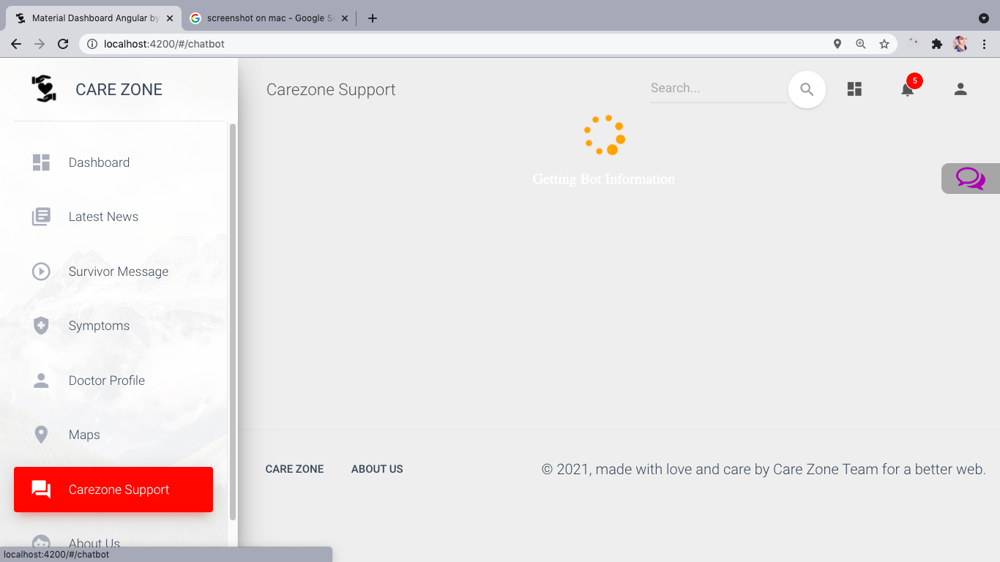 Material Dashboard Angular by
screenshot on mac - Google S
localhost:4200/#/chatbot
CARE ZONE
Carezone Support
Search...
5
Dashboard
Getting Bot Information
Latest News
Survivor Message
Symptoms
Doctor Profile
Maps
CARE ZONE
ABOUT US
© 2021, made with love and care by Care Zone Team for a better web.
Carezone Support
About Us
localhost:4200/#/chatbot